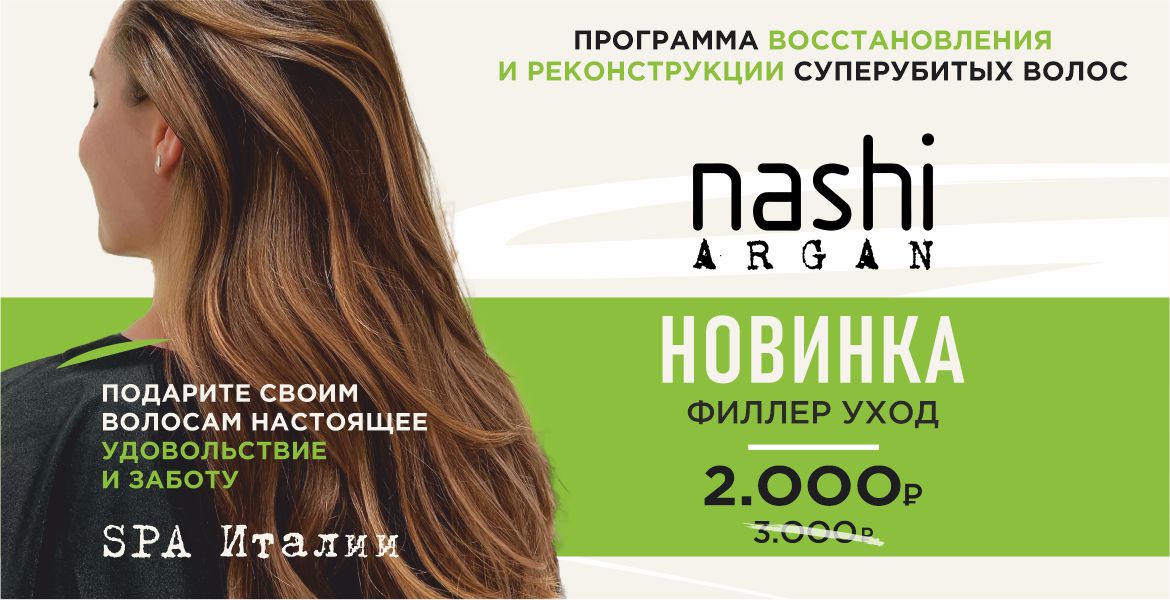 ПРОГРАММА ВОССТАНОВЛЕНИЯ
И РЕКОНСТРУКЦИИ СУПЕРУБИТЫХ ВОЛОС
nashi
ARGAN
НОВИНКА
ФИЛЛЕР УХОД
2.000₽
3.000₽
ПОДАРИТЕ СВОИМ
ВОЛОСАМ НАСТОЯЩЕЕ
УДОВОЛЬСТВИЕ
И ЗАБОТУ
SPA Италии